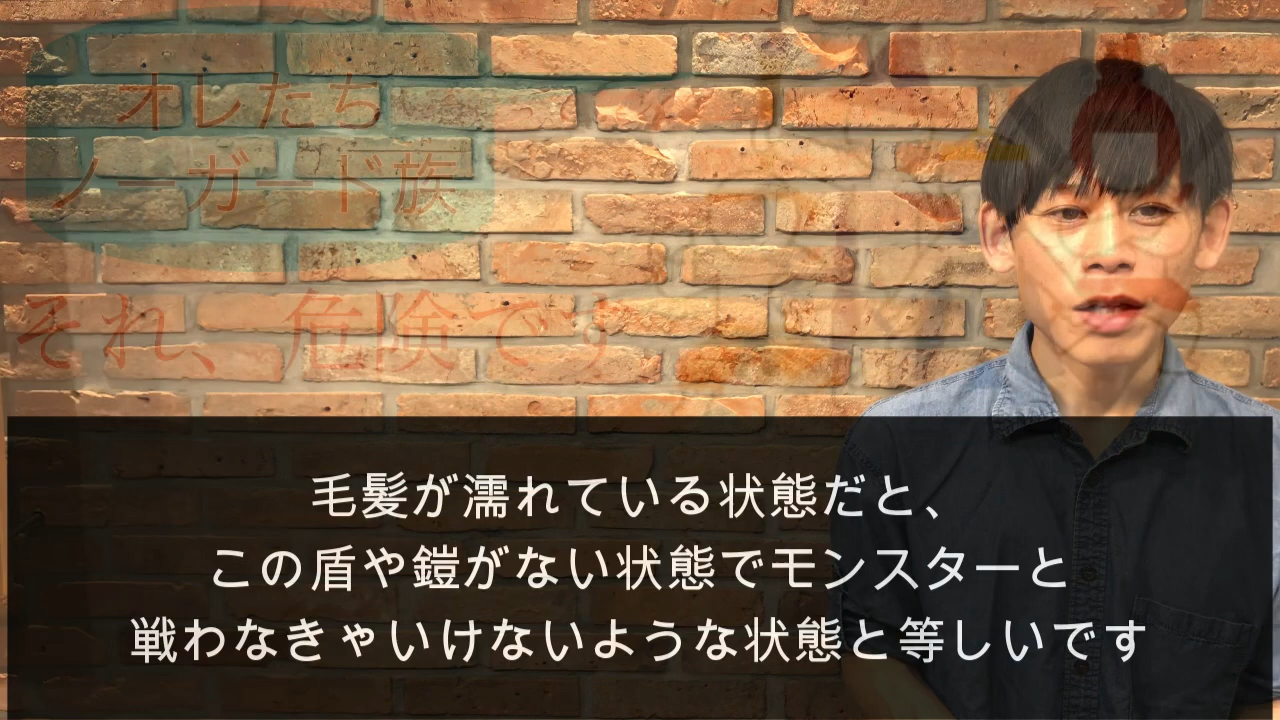 オレたち
ノーガード族
それ、危険です
毛髪が濡れている状態だと、
この盾や鎧がない状態でモンスターと
戦わなきゃいけないような状態と等しいです